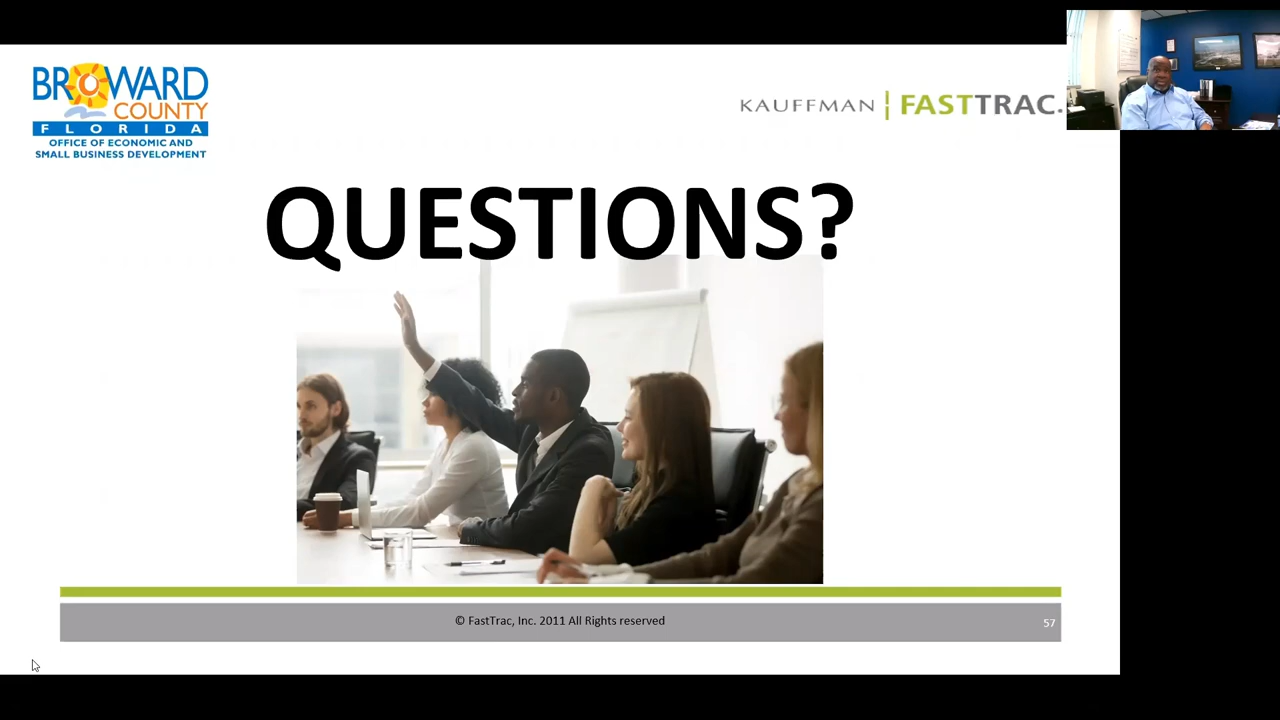 BROWARD
COUNTY
FLORIDA
OFFICE OF ECONOMIC AND
SMALL BUSINESS DEVELOPMENT
KAUFFMAN | FASTTRAC.
QUESTIONS?
© FastTrac, Inc. 2011 All Rights reserved
57